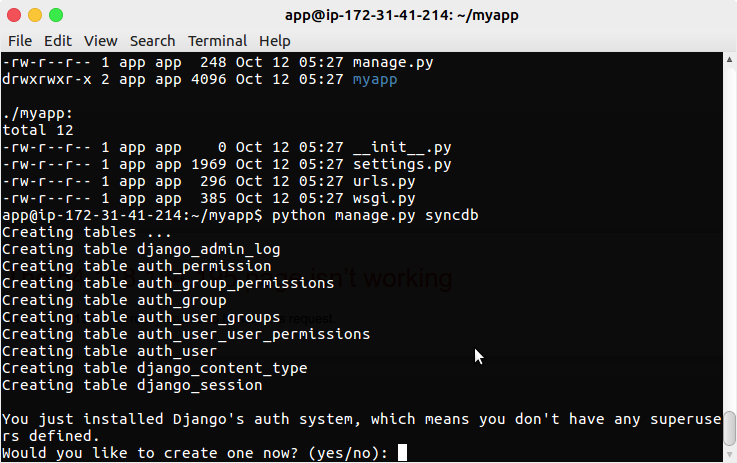 app@ip-172-31-41-214: ~/myapp
File Edit View Search Terminal Help
-rw-r--r-- 1 app app  248 Oct 12 05:27 manage.py
drwxrwxr-x 2 app app 4096 Oct 12 05:27 myapp
./myapp:
total 12
-rw-r--r-- 1 app app    0 Oct 12 05:27 __init__.py
-rw-r--r-- 1 app app 1969 Oct 12 05:27 settings.py
-rw-r--r-- 1 app app  296 Oct 12 05:27 urls.py
-rw-r--r-- 1 app app  385 Oct 12 05:27 wsgi.py
app@ip-172-31-41-214:~/myapp$ python manage.py syncdb
Creating tables ...
Creating table django_admin_log
Creating table auth_permission
Creating table auth_group_permissions
Creating table auth_group
Creating table auth_user_groups
Creating table auth_user_user_permissions
Creating table auth_user
Creating table django_content_type
Creating table django_session
isn't working
request.
You just installed Django's auth system, which means you don't have any superuse
rs defined.
Would you like to create one now? (yes/no):